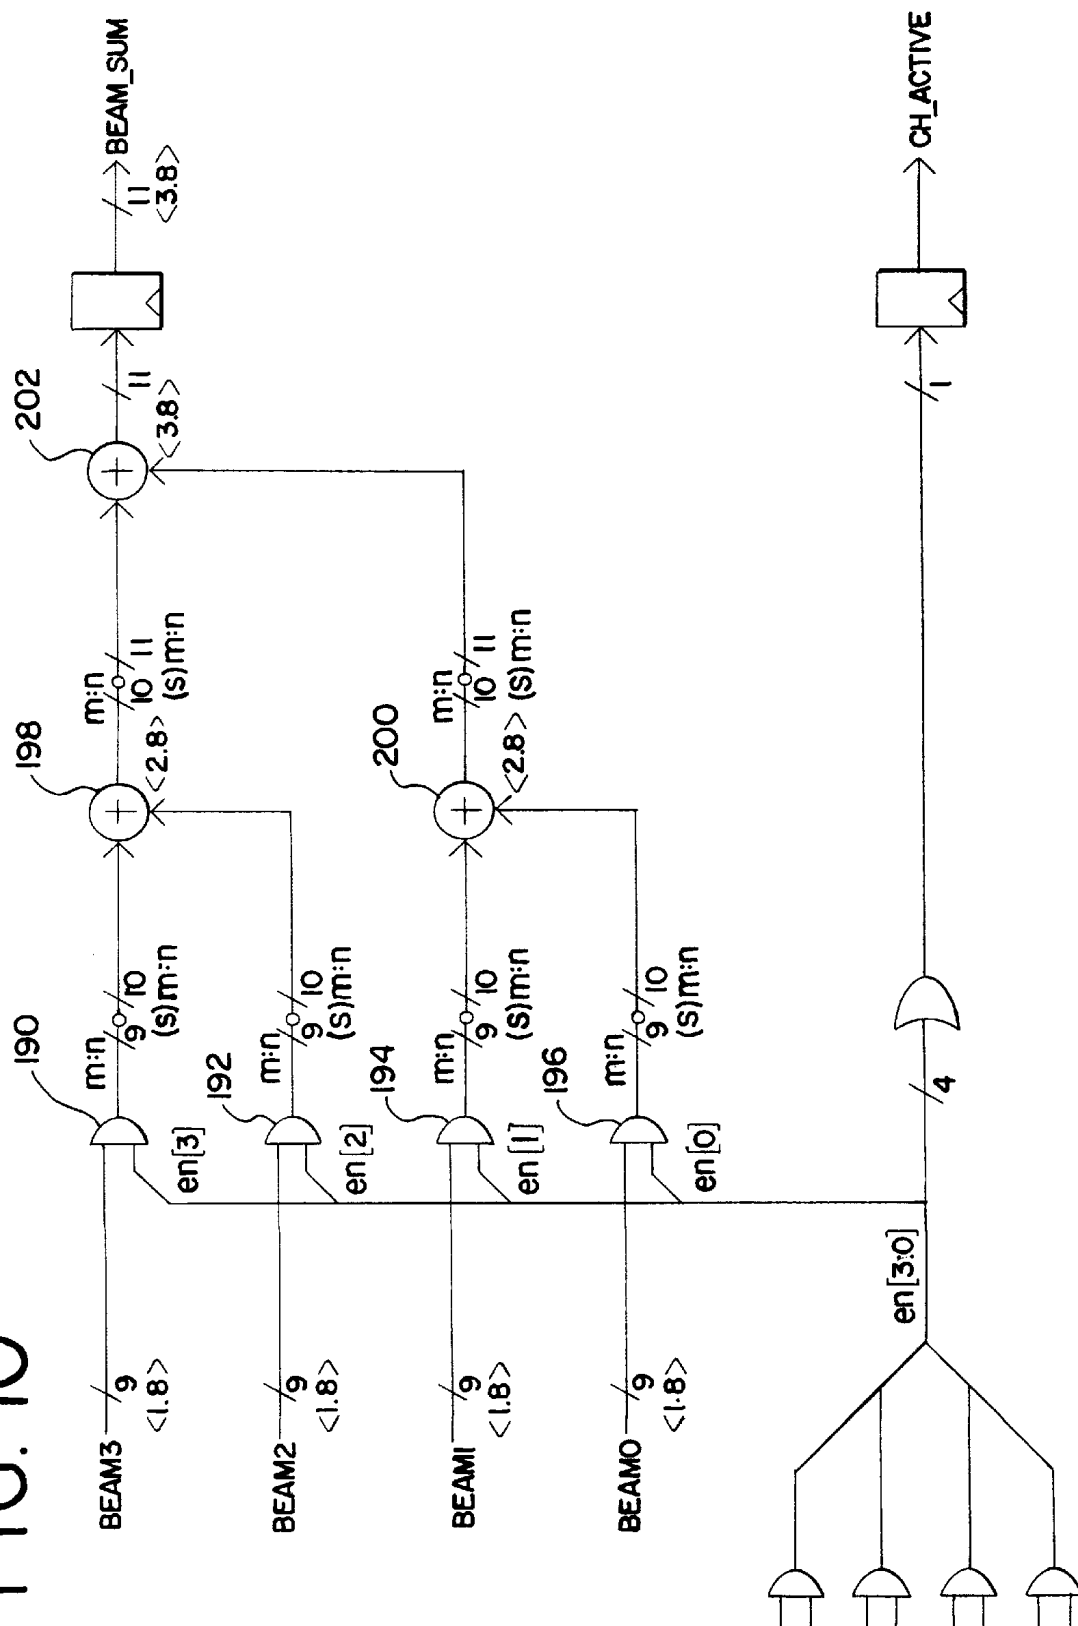 FIG. 10
BEAM3
9
<1.8>
190
m:n
9
10
(s)m:n
en[3]
198
<2.8>
m:n
10
11
(s)m:n
202
11
<3.8>
11
<3.8>
BEAM_SUM
BEAM2
9
<1.8>
192
m:n
9
10
(s)m:n
en[2]
BEAM1
9
<1.8>
194
m:n
9
10
(s)m:n
en[1]
200
<2.8>
m:n
10
11
(s)m:n
BEAM0
9
<1.8>
196
m:n
9
10
(s)m:n
en[0]
en[3:0]
4
1
CH_ACTIVE